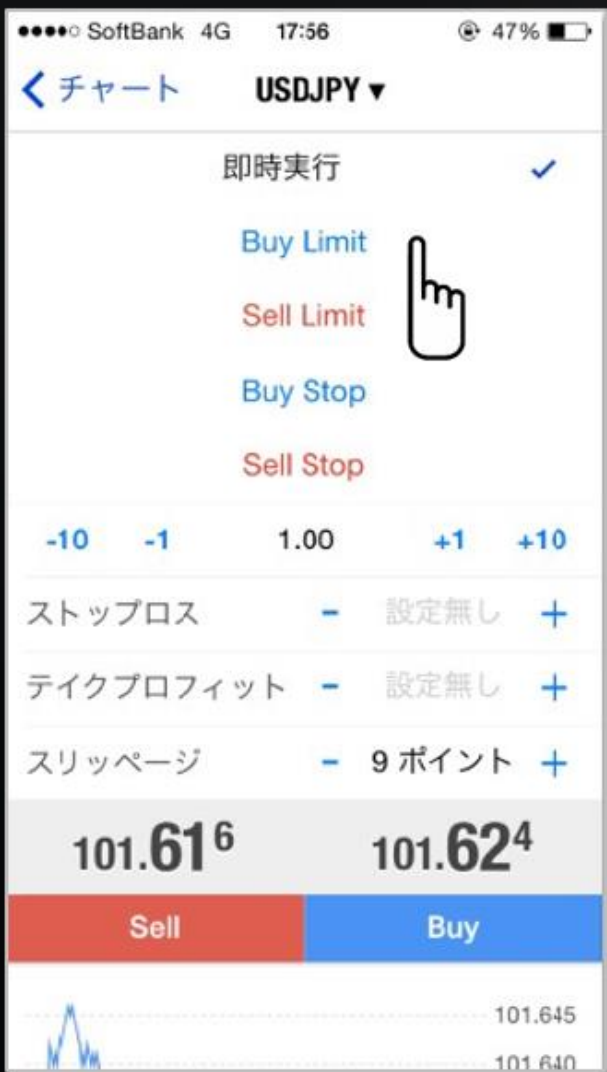 SoftBank 4G 17:56 47%
チャート USDJPY ▼
即時実行
Buy Limit
Sell Limit
Buy Stop
Sell Stop
-10 -1 1.00 +1 +10
ストップロス - 設定無し +
テイクプロフィット - 設定無し +
スリッページ - 9 ポイント +
101.616 101.624
Sell Buy
101.645
101.640